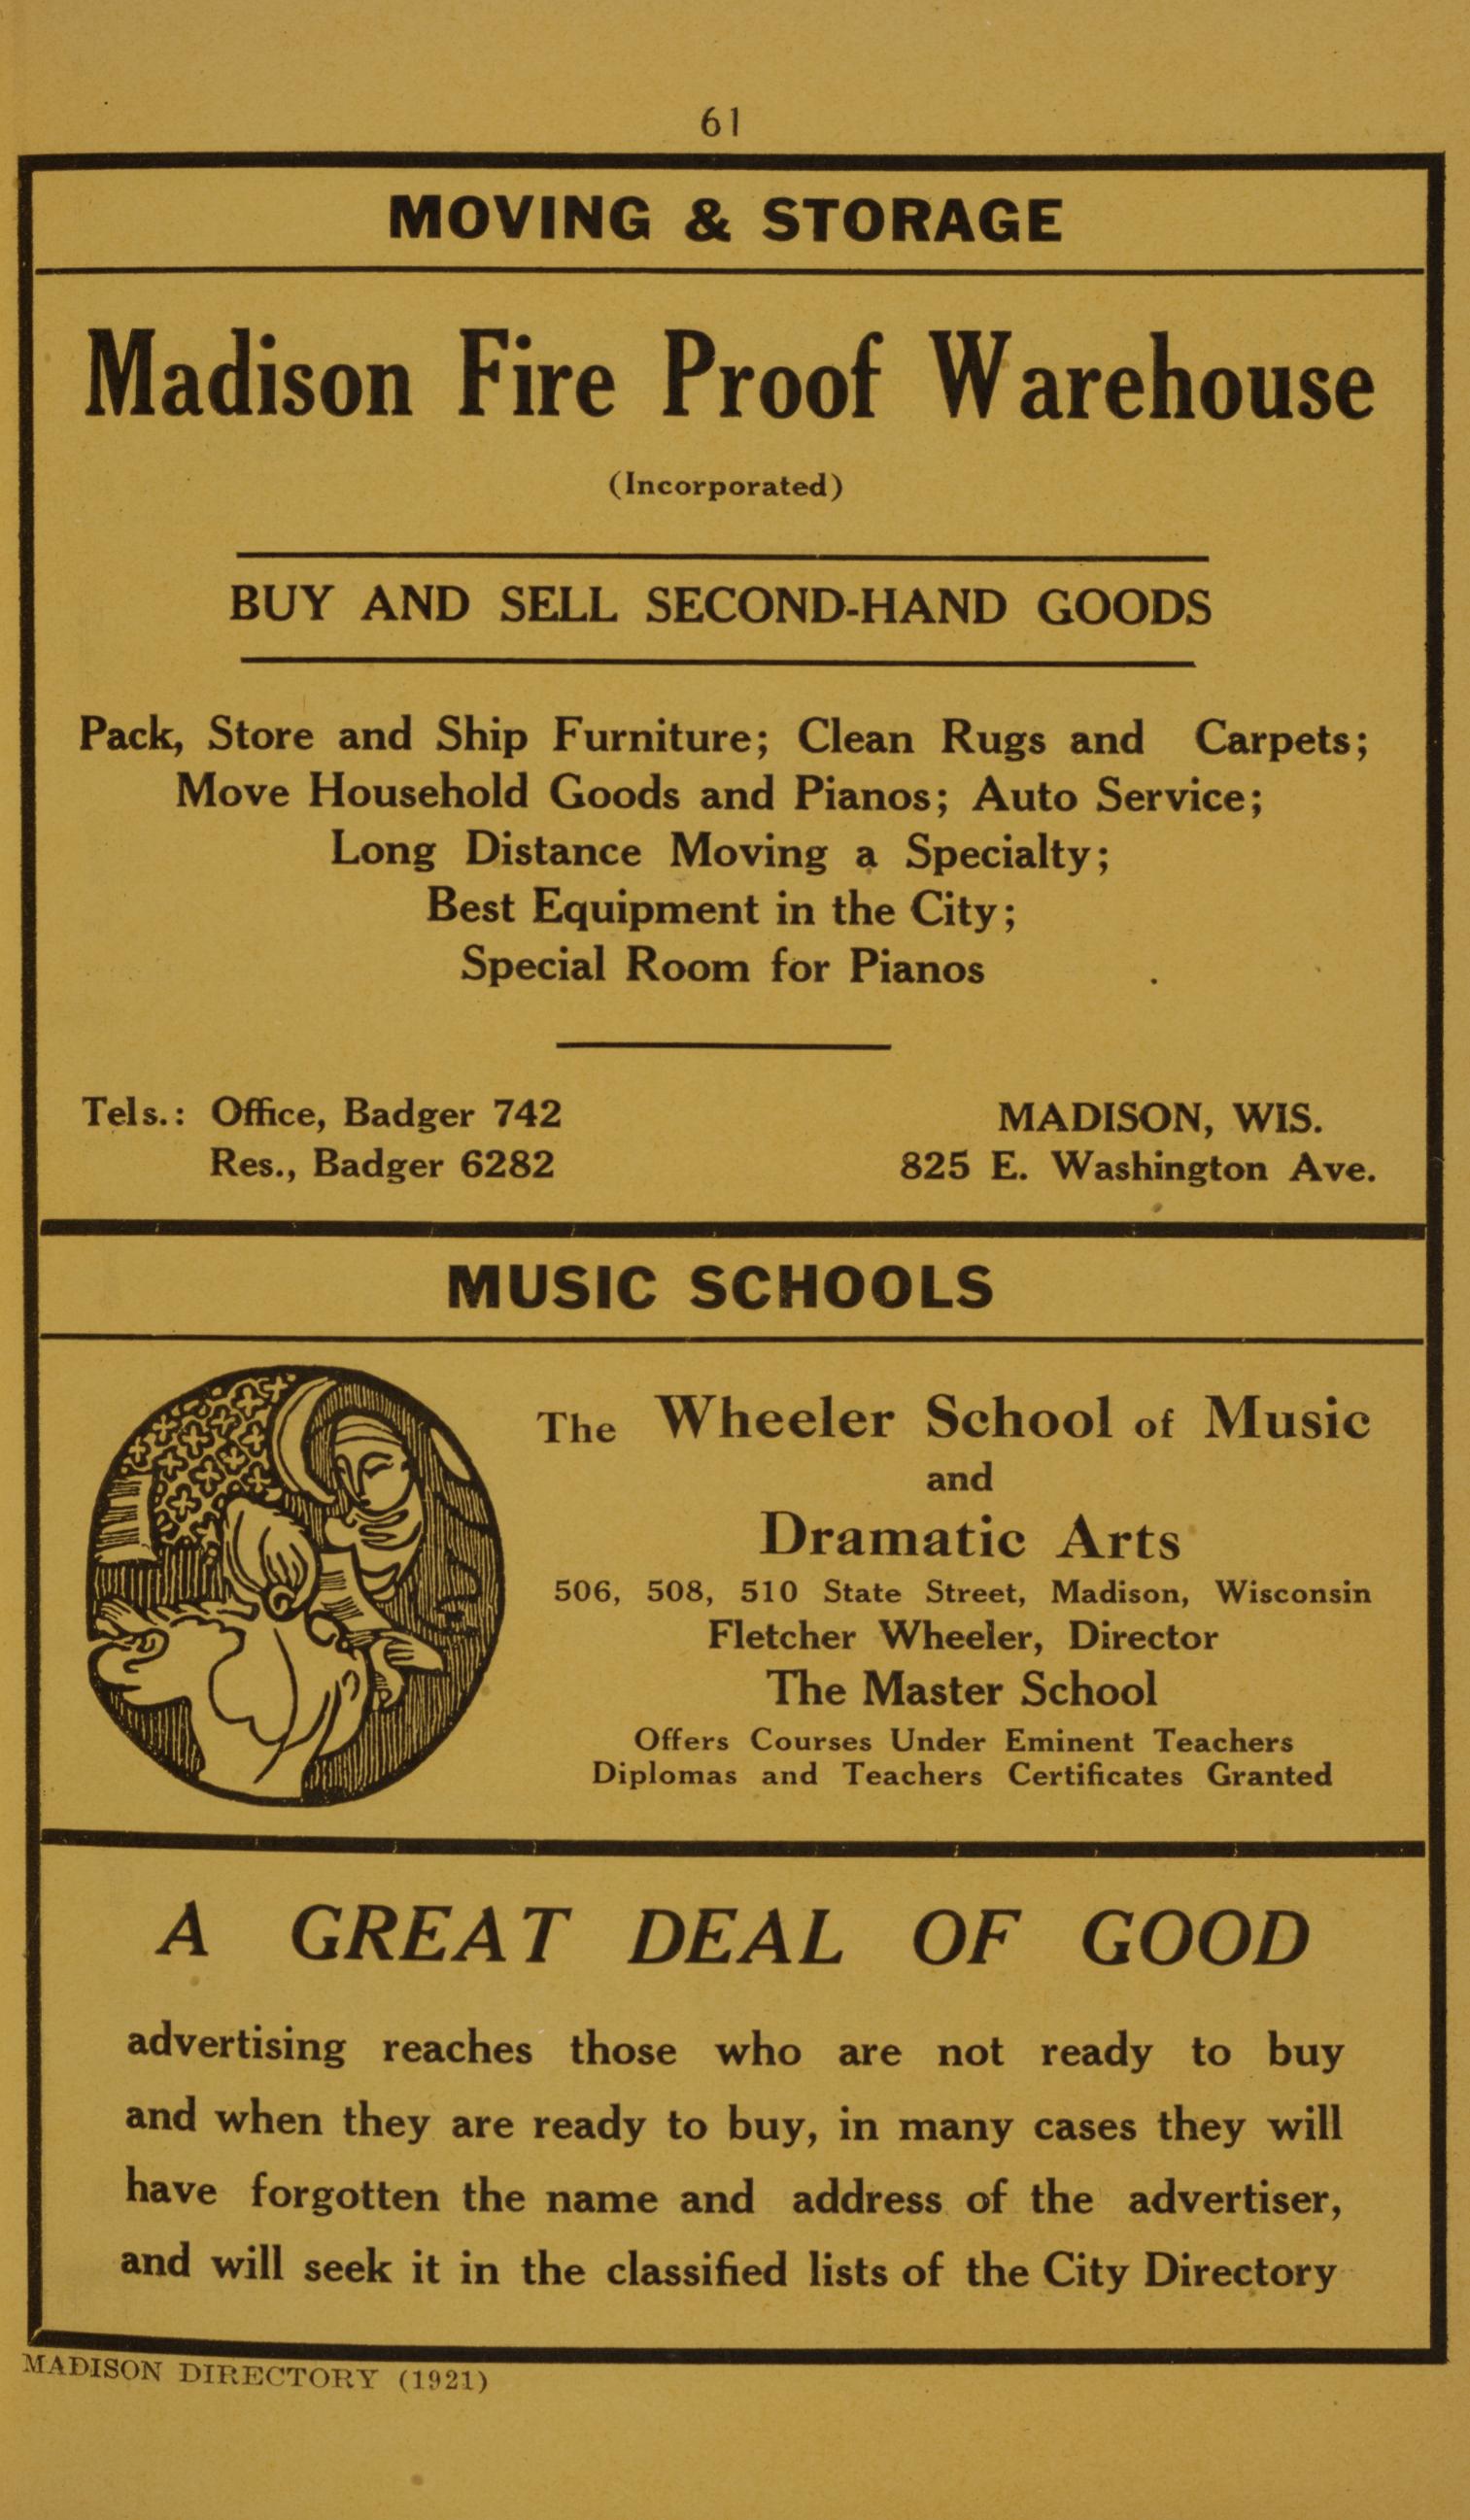 61
MOVING & STORAGE
Madison Fire Proof Warehouse
(Incorporated)
BUY AND SELL SECOND-HAND GOODS
Pack, Store and Ship Furniture; Clean Rugs and Carpets;
Move Household Goods and Pianos; Auto Service;
Long Distance Moving a Specialty;
Best Equipment in the City;
Special Room for Pianos
Tels.: Office, Badger 742
Res., Badger 6282
MADISON, WIS.
825 E. Washington Ave.
MUSIC SCHOOLS
The Wheeler School of Music
and
Dramatic Arts
506, 508, 510 State Street, Madison, Wisconsin
Fletcher Wheeler, Director
The Master School
Offers Courses Under Eminent Teachers
Diplomas and Teachers Certificates Granted
A GREAT DEAL OF GOOD
advertising reaches those who are not ready to buy
and when they are ready to buy, in many cases they will
have forgotten the name and address of the advertiser,
and will seek it in the classified lists of the City Directory
MADISON DIRECTORY (1921)